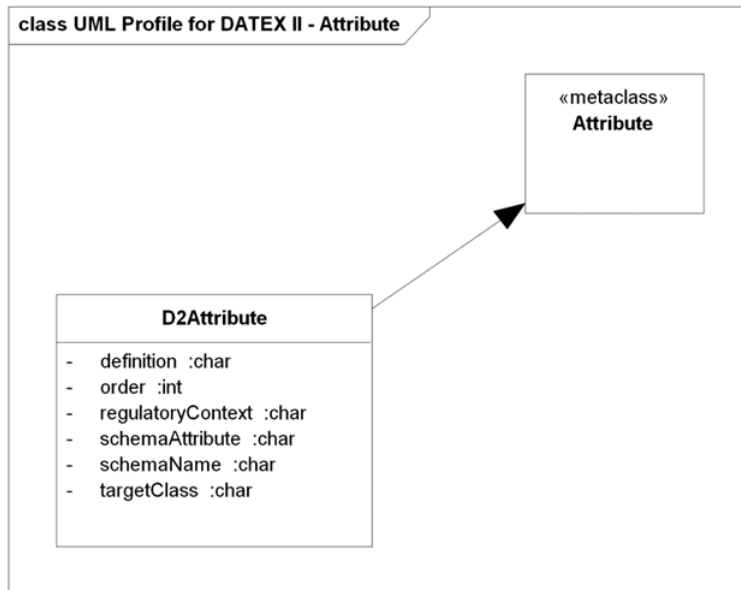 class UML Profile for DATEX II - Attribute
«metaclass»
Attribute
D2Attribute
- definition :char
- order :int
- regulatoryContext :char
- schemaAttribute :char
- schemaName :char
- targetClass :char